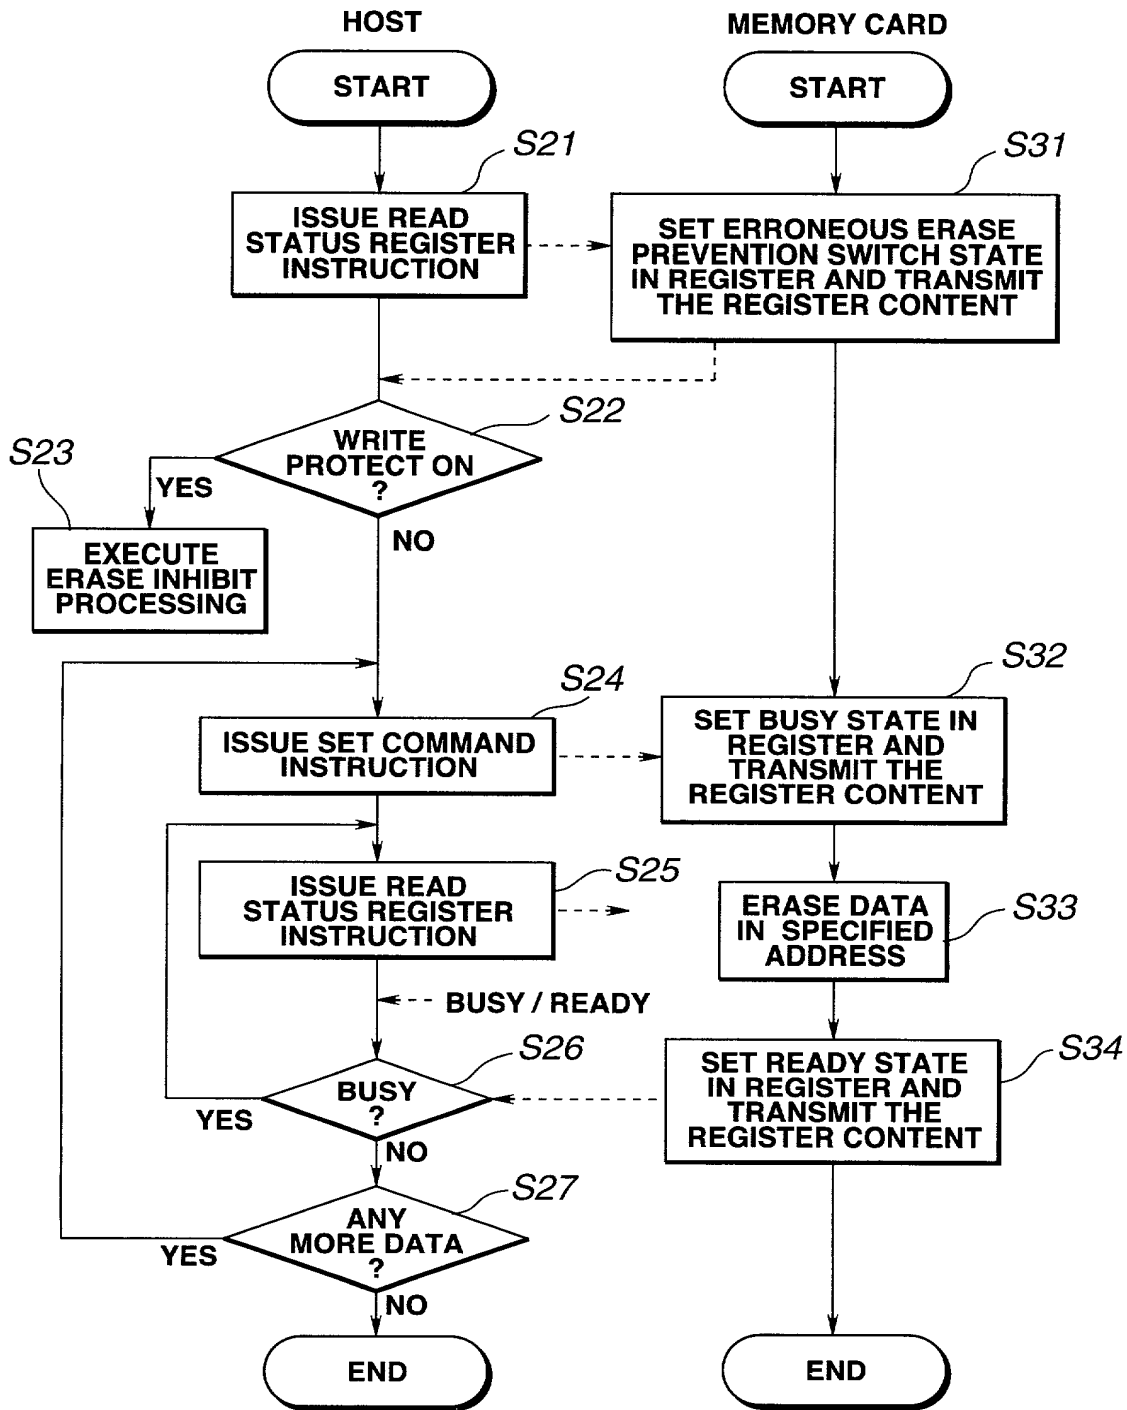 HOST
MEMORY CARD
START
START
S21
S31
ISSUE READ
STATUS REGISTER
INSTRUCTION
SET ERRONEOUS ERASE
PREVENTION SWITCH STATE
IN REGISTER AND TRANSMIT
THE REGISTER CONTENT
S22
WRITE
PROTECT ON
?
S23
YES
NO
EXECUTE
ERASE INHIBIT
PROCESSING
S24
S32
ISSUE SET COMMAND
INSTRUCTION
SET BUSY STATE IN
REGISTER AND
TRANSMIT THE
REGISTER CONTENT
S25
ISSUE READ
STATUS REGISTER
INSTRUCTION
S33
ERASE DATA
IN SPECIFIED
ADDRESS
BUSY / READY
S26
S34
BUSY
?
YES
NO
SET READY STATE
IN REGISTER AND
TRANSMIT THE
REGISTER CONTENT
S27
ANY
MORE DATA
?
YES
NO
END
END